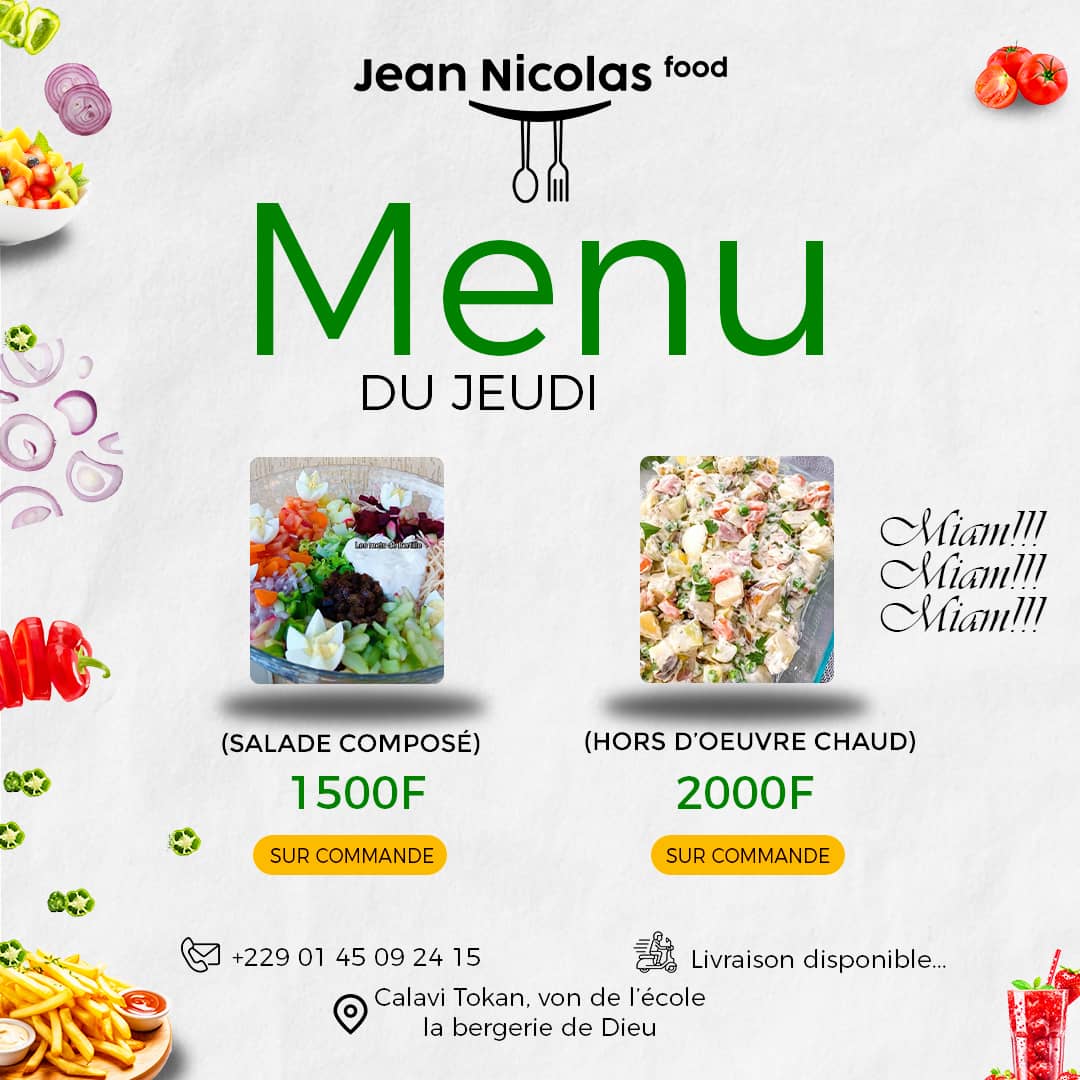 Jean Nicolas food
Menu
DU JEUDI
Miam!!!
Miam!!!
Miam!!!
(SALADE COMPOSÉ)
(HORS D'OEUVRE CHAUD)
1500F
2000F
SUR COMMANDE
SUR COMMANDE
+229 01 45 09 24 15
Livraison disponible...
Calavi Tokan, von de l'école
la bergerie de Dieu